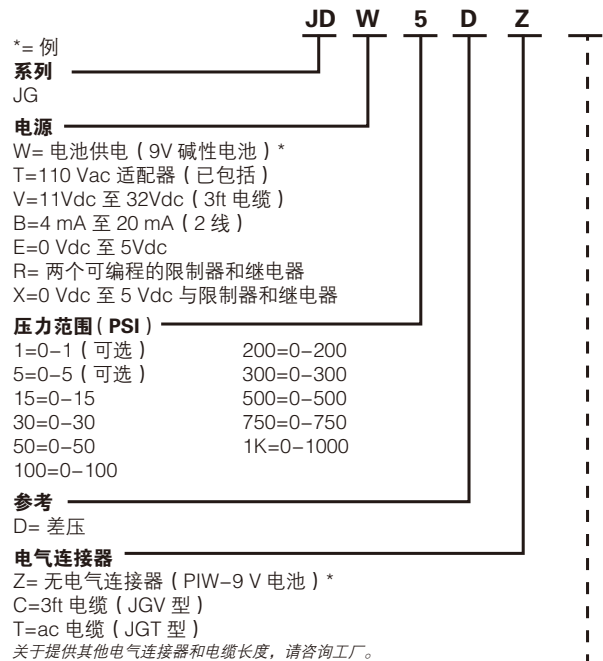 JD W 5 D Z
*= 例
系列
JG
电源
W= 电池供电（9V 碱性电池）*
T=110 Vac 适配器（已包括）
V=11Vdc 至 32Vdc（3ft 电缆）
B=4 mA 至 20 mA（2 线）
E=0 Vdc 至 5Vdc
R= 两个可编程的限制器和继电器
X=0 Vdc 至 5 Vdc 与限制器和继电器
压力范围（PSI）
1=0–1（可选） 200=0–200
5=0–5（可选） 300=0–300
15=0–15 500=0–500
30=0–30 750=0–750
50=0–50 1K=0–1000
100=0–100
参考
D= 差压
电气连接器
Z= 无电气连接器（PIW–9 V 电池）*
C=3ft 电缆（JGV 型）
T=ac 电缆（JGT 型）
关于提供其他电气连接器和电缆长度，请咨询工厂。